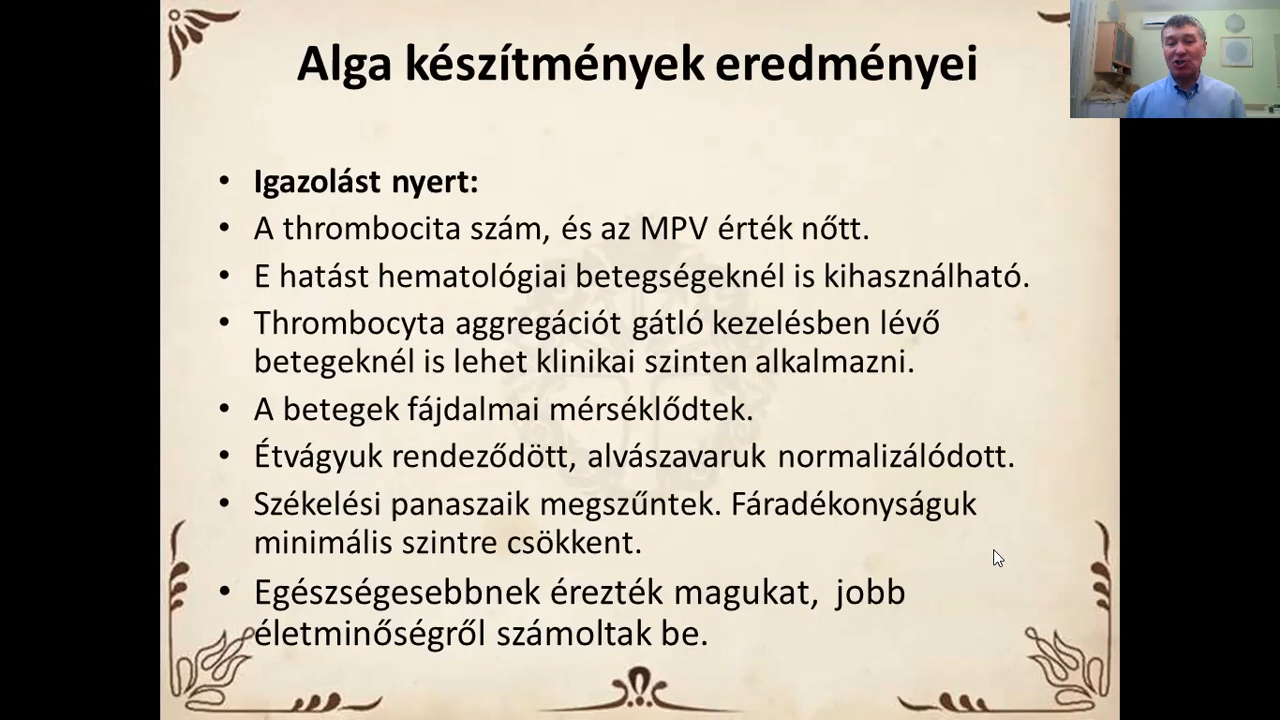 Alga készítmények eredményei
• Igazolást nyert:
• A thrombocita szám, és az MPV érték nőtt.
• E hatást hematológiai betegségeknél is kihasználható.
• Thrombocyta aggregációt gátló kezelésben lévő
betegeknél is lehet klinikai szinten alkalmazni.
• A betegek fájdalmai mérséklődtek.
• Étvágyuk rendeződött, alvászavaruk normalizálódott.
• Székelési panaszaik megszűntek. Fáradékonyságuk
minimális szintre csökkent.
• Egészségesebbnek érezték magukat, jobb
életminőségről számoltak be.